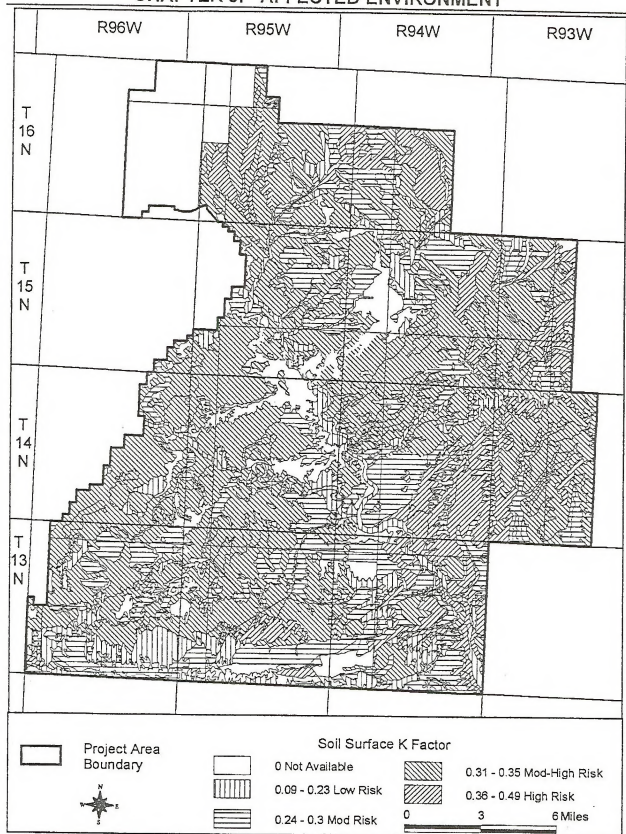 CHAPTER 3: AFFECTED ENVIRONMENT
R96W R95W R94W R93W
T
16
N
T
15
N
T
14
N
T
13
N
Project Area
Boundary
N
W E
S
Soil Surface K Factor
0 Not Available
0.09 - 0.23 Low Risk
0.24 - 0.3 Mod Risk
0.31 - 0.35 Mod-High Risk
0.36 - 0.49 High Risk
0 3 6 Miles